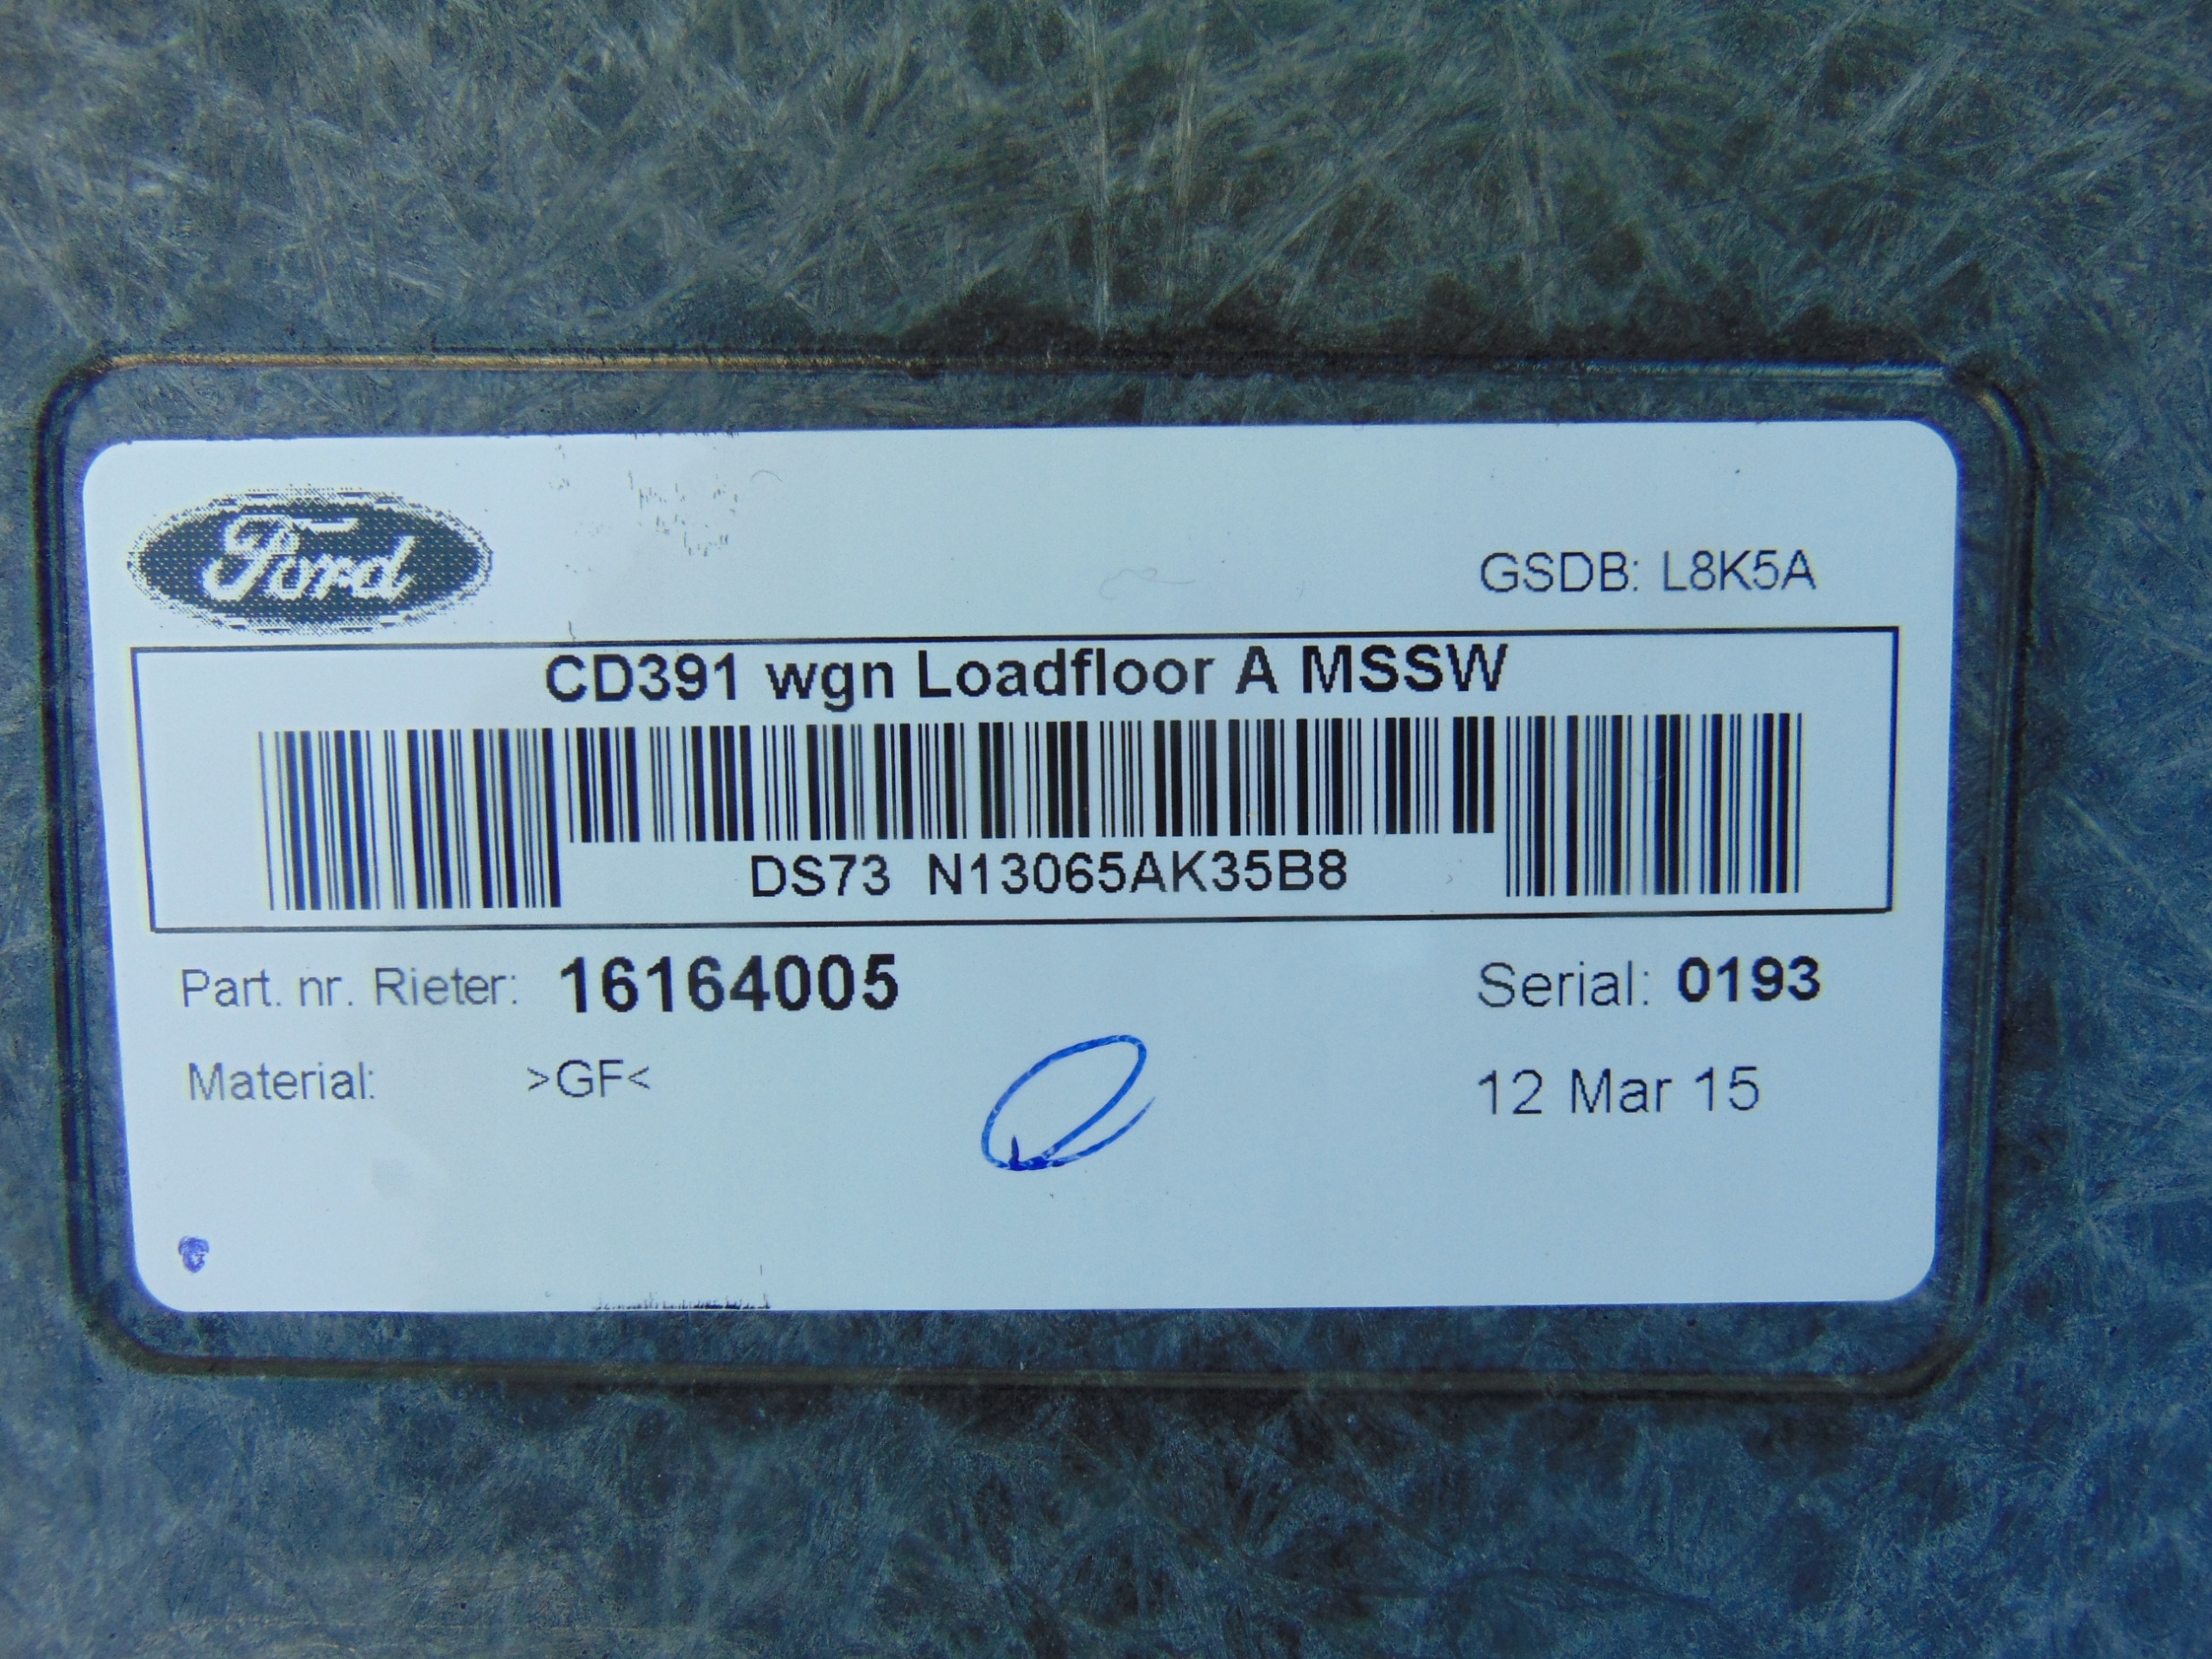 Ford
GSDB: L8K5A
CD391 wgn Loadfloor A MSSW
DS73 N13065AK35B8
Part. nr. Rieter: 16164005
Serial: 0193
Material: >GF<
12 Mar 15